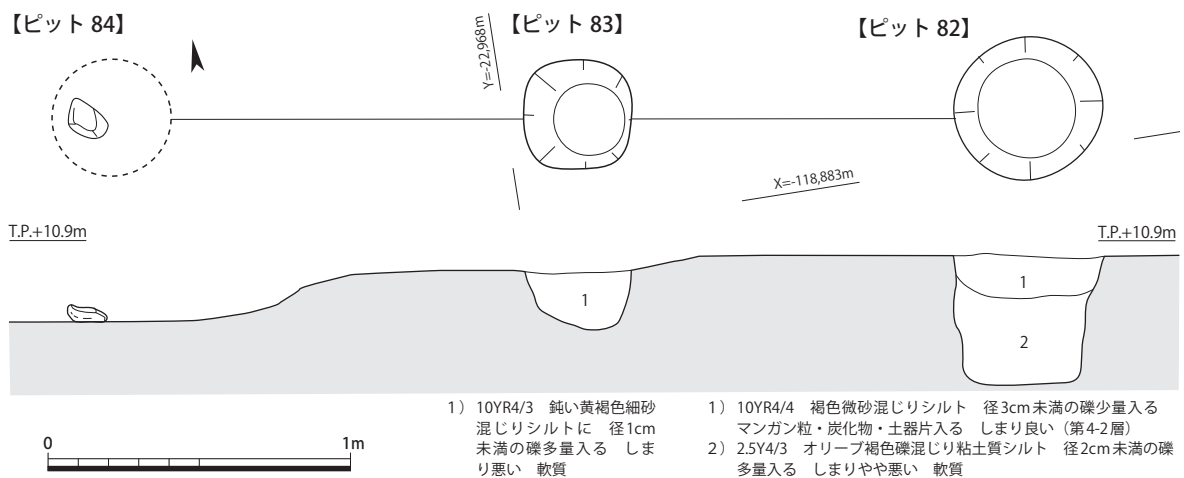 【ピット 84】
【ピット 83】
【ピット 82】
Y=-22,968m
X=-118,883m
T.P.+10.9m
T.P.+10.9m
1
1
2
1） 10YR4/3　鈍い黄褐色細砂
混じりシルトに　径1cm
未満の礫多量入る　しま
り悪い　軟質
1） 10YR4/4　褐色微砂混じりシルト　径3cm未満の礫少量入る
マンガン粒・炭化物・土器片入る　しまり良い（第4-2層）
2） 2.5Y4/3　オリーブ褐色礫混じり粘土質シルト　径2cm未満の礫
多量入る　しまりやや悪い　軟質
0
1m